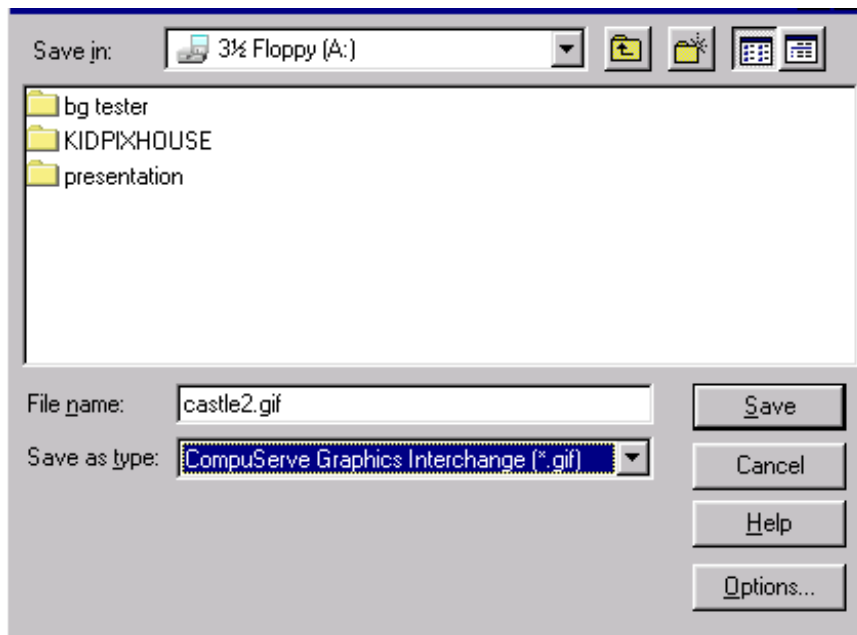 Save in: 3½ Floppy (A:)
bg tester
KIDPIXHOUSE
presentation
File name: castle2.gif Save
Save as type: CompuServe Graphics Interchange (*.gif) Cancel
Help
Options...